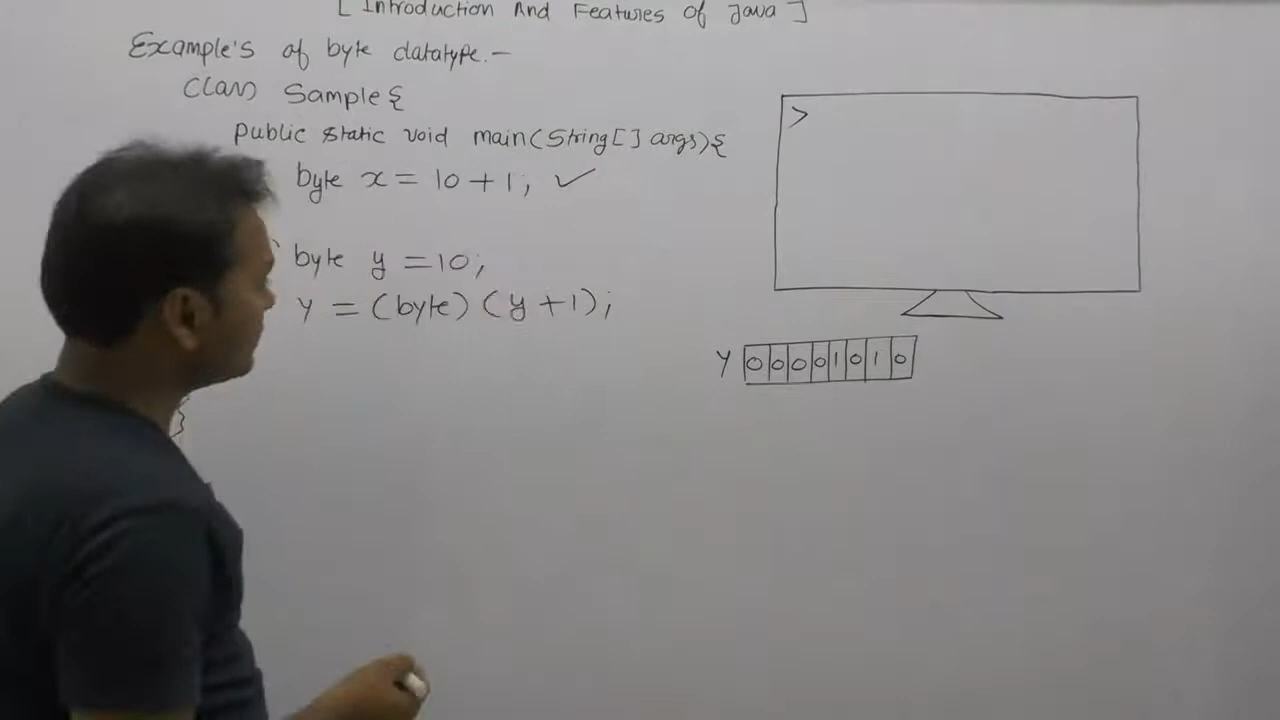 [ Introduction And Features Of Java ]
Example's of byte datatype.-
Class Sample{
public static void main(String[] args){
byte x = 10+1; ✓
byte y =10;
y = (byte) (y+1);
}
>
Y 0 0 0 0 1 0 1 0